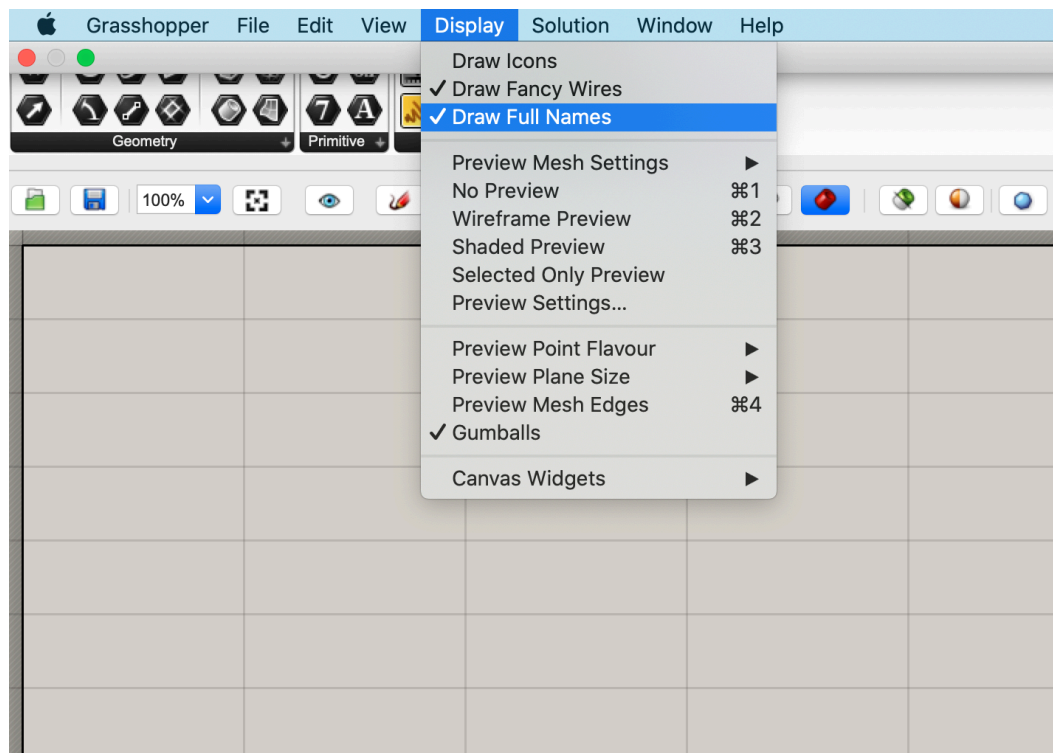 Grasshopper File Edit View Display Solution Window Help
Draw Icons
✓ Draw Fancy Wires
✓ Draw Full Names
7 A
Geometry Primitive
Preview Mesh Settings ▶
No Preview ⌘1
100%
Wireframe Preview ⌘2
Shaded Preview ⌘3
Selected Only Preview
Preview Settings...
Preview Point Flavour ▶
Preview Plane Size ▶
Preview Mesh Edges ⌘4
✓ Gumballs
Canvas Widgets ▶